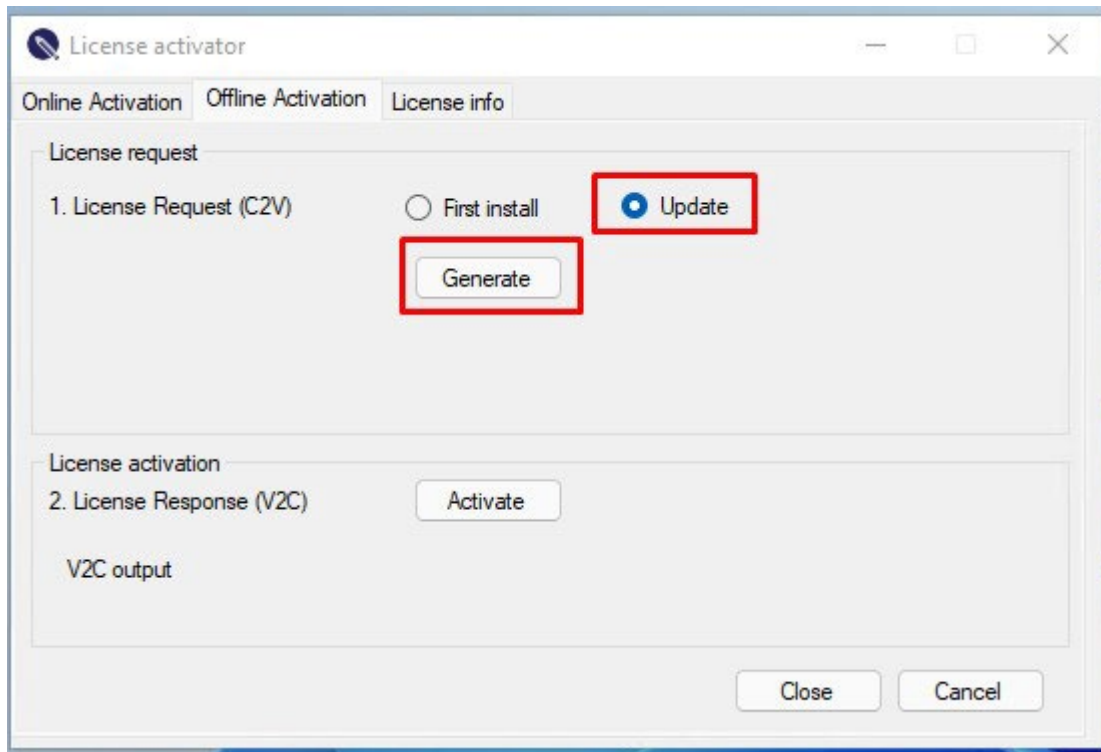 License activator
Online Activation Offline Activation License info
License request
1. License Request (C2V) First install Update
Generate
License activation
2. License Response (V2C) Activate
V2C output
Close Cancel